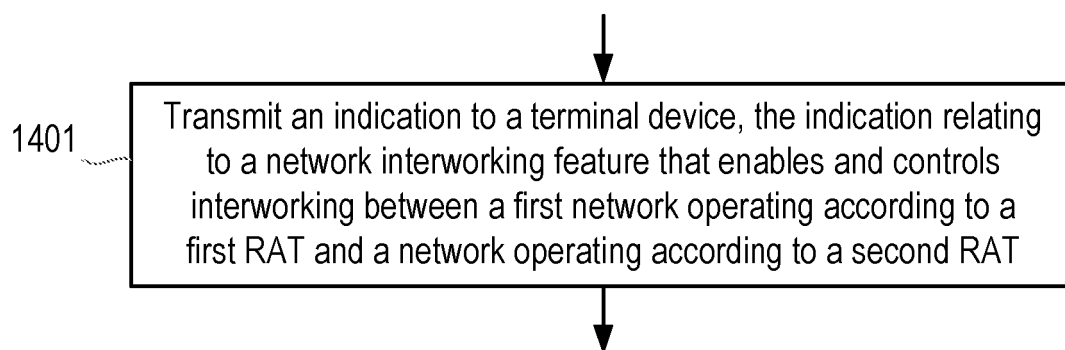 Transmit an indication to a terminal device, the indication relating
1401
to a network interworking feature that enables and controls
interworking between a first network operating according to a
first RAT and a network operating according to a second RAT